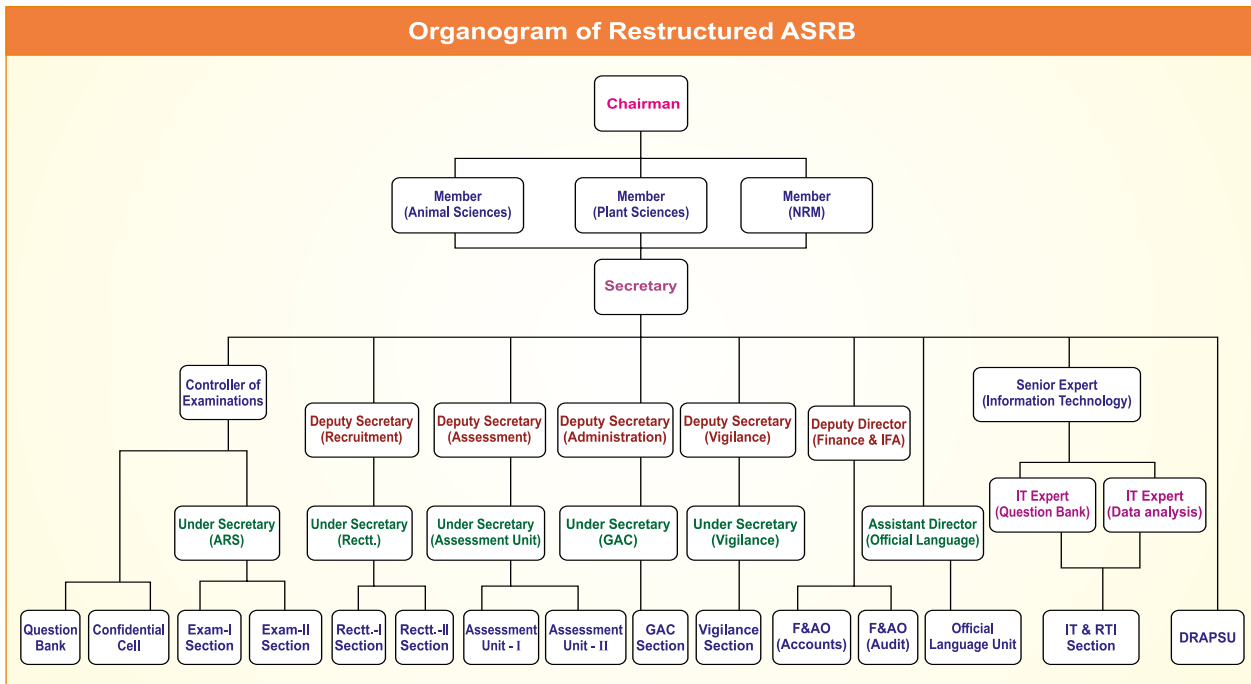 Organogram of Restructured ASRB
Chairman
Member
(Animal Sciences)
Member
(Plant Sciences)
Member
(NRM)
Secretary
Controller of
Examinations
Senior Expert
(Information Technology)
Deputy Secretary
(Recruitment)
Deputy Secretary
(Assessment)
Deputy Secretary
(Administration)
Deputy Secretary
(Vigilance)
Deputy Director
(Finance & IFA)
IT Expert
(Question Bank)
IT Expert
(Data analysis)
Under Secretary
(ARS)
Under Secretary
(Rectt.)
Under Secretary
(Assessment Unit)
Under Secretary
(GAC)
Under Secretary
(Vigilance)
Assistant Director
(Official Language)
Question
Bank
Confidential
Cell
Exam-I
Section
Exam-II
Section
Rectt.-I
Section
Rectt.-II
Section
Assessment
Unit - I
Assessment
Unit - II
GAC
Section
Vigilance
Section
F&AO
(Accounts)
F&AO
(Audit)
Official
Language Unit
IT & RTI
Section
DRAPSU